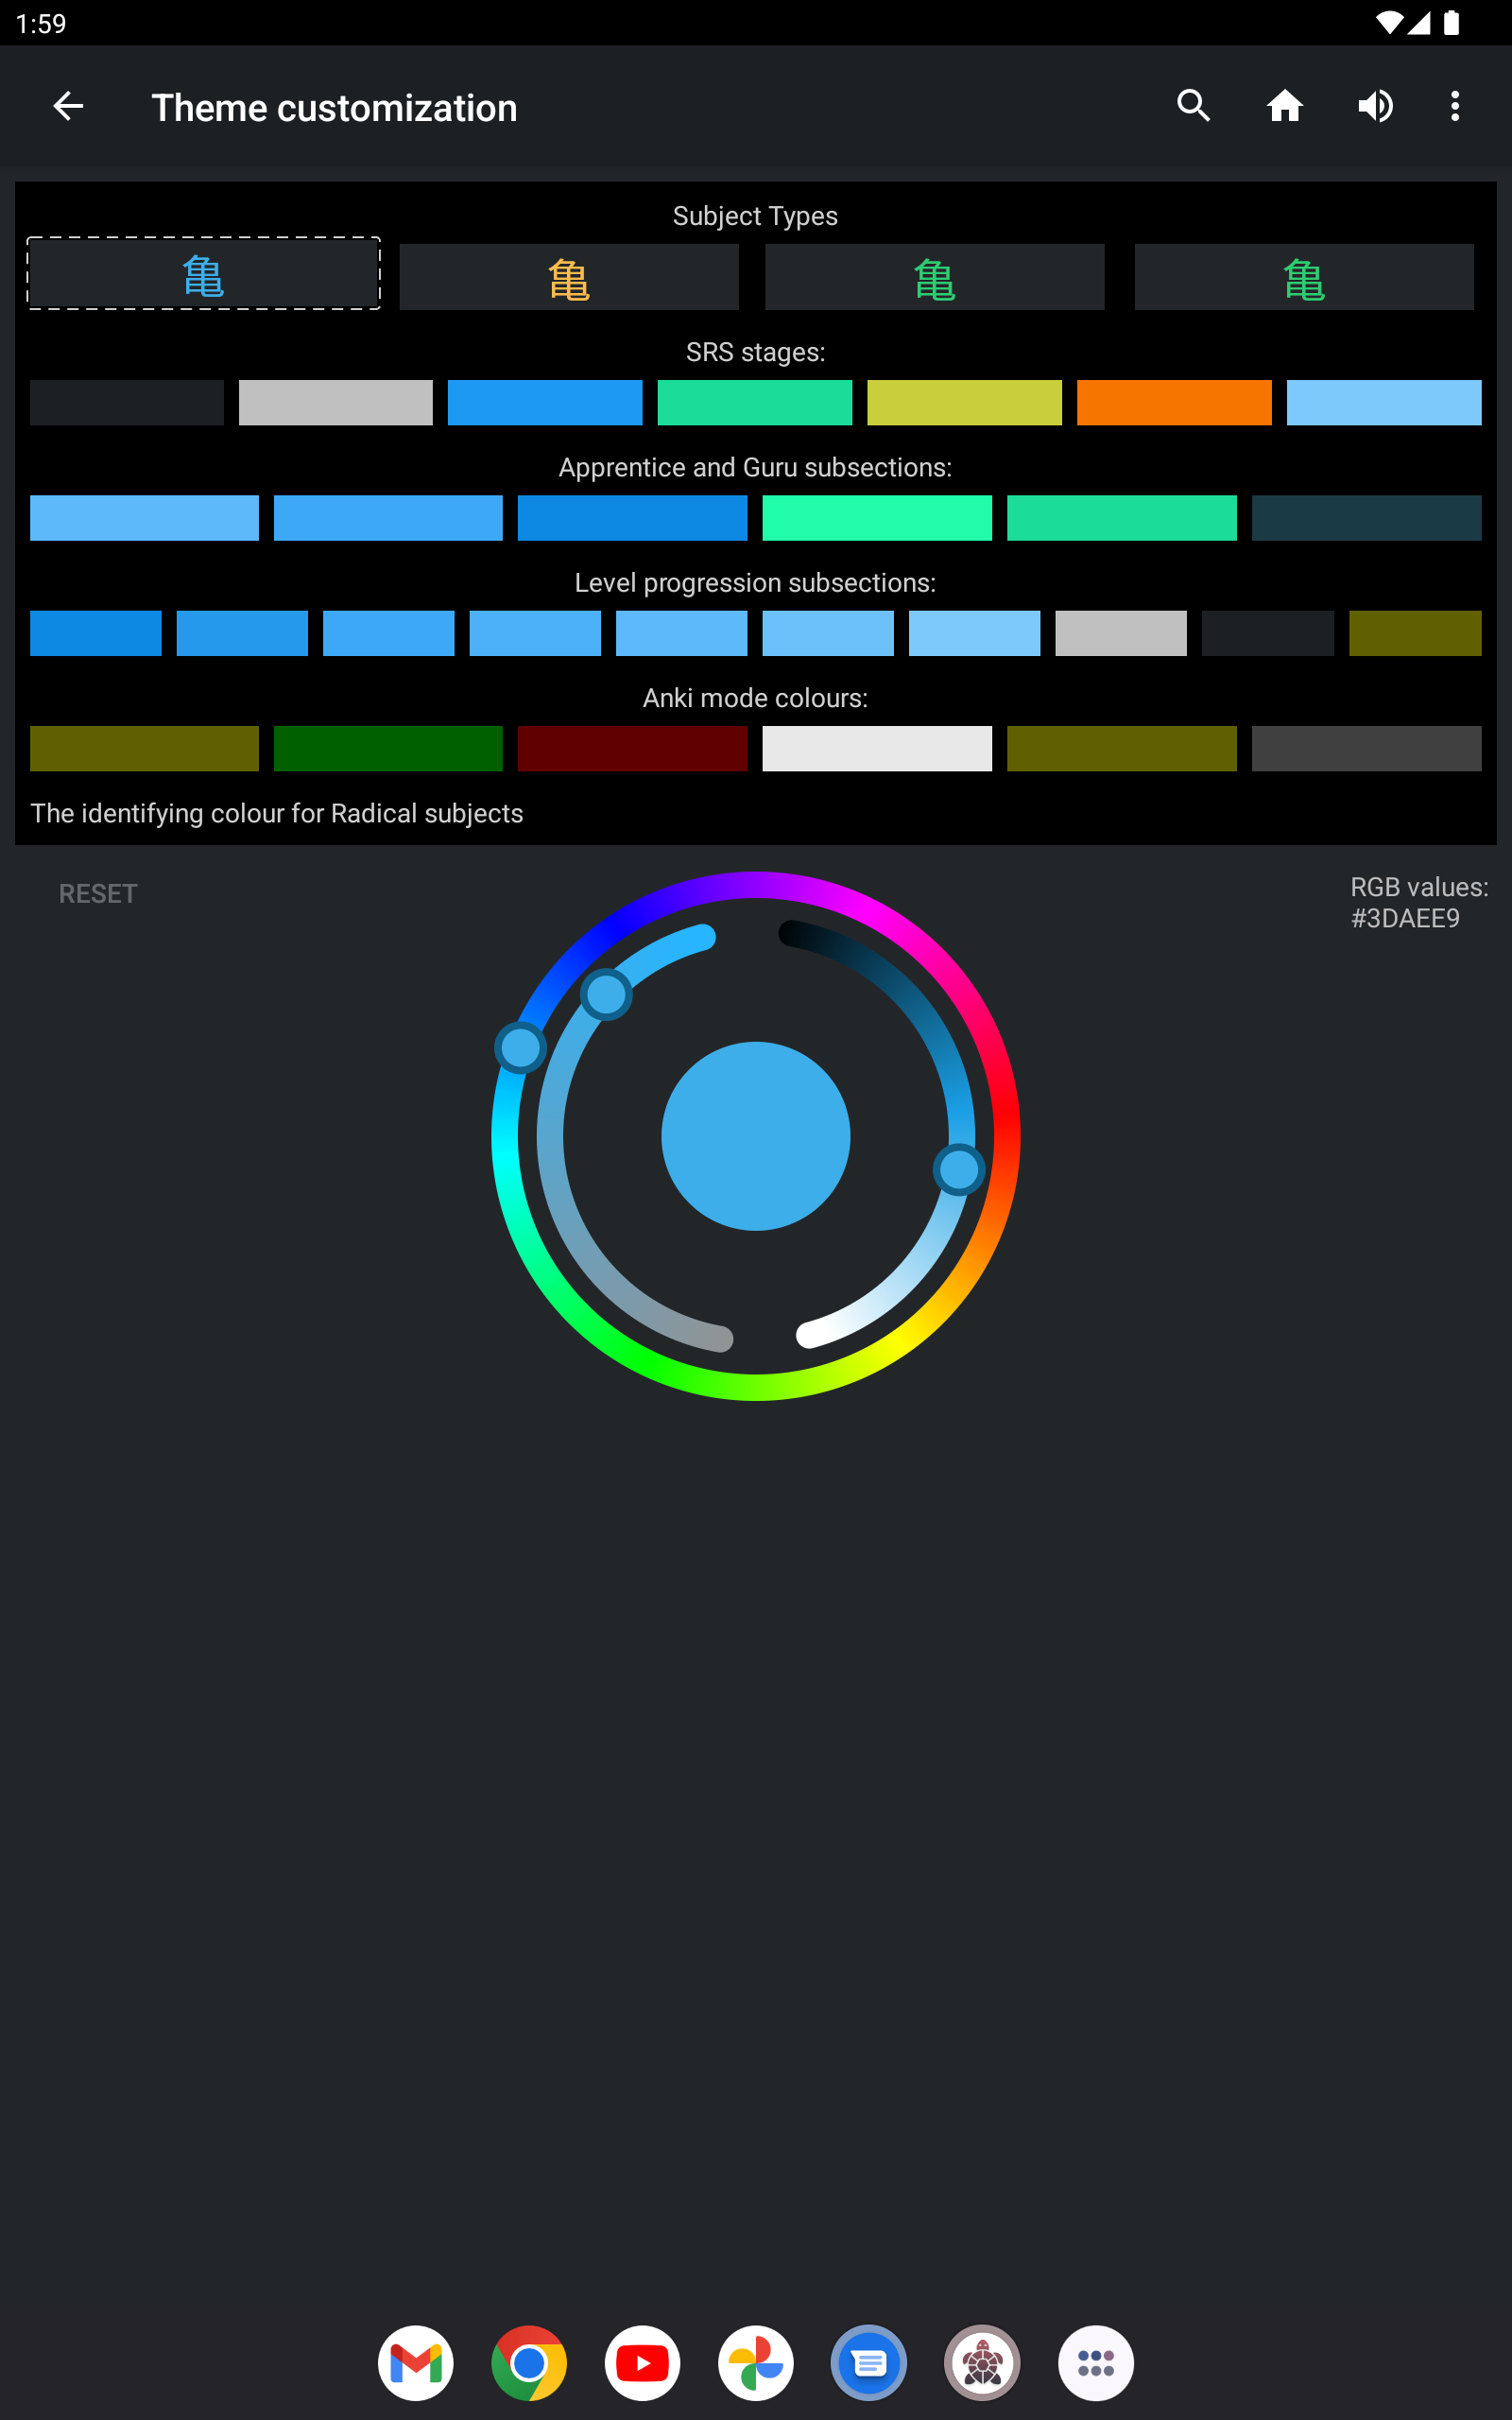 1:59
Theme customization
Subject Types
亀 亀 亀 亀
SRS stages:
Apprentice and Guru subsections:
Level progression subsections:
Anki mode colours:
The identifying colour for Radical subjects
RESET
RGB values:
#3DAEE9